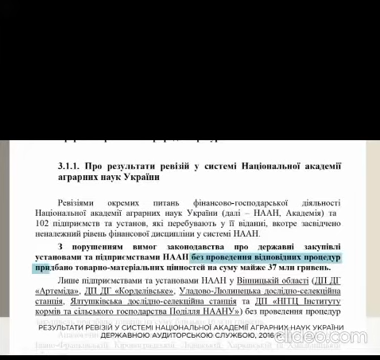 3.1.1. Про результати ревізій у системі Національної академії
аграрних наук України
Ревізіями окремих питань фінансово-господарської діяльності
Національної академії аграрних наук України (далі – НААН, Академія) та
102 підприємств та установ, які перебувають у її віданні, вкотре засвідчено
неналежний рівень фінансової дисципліни у системі НААН.
З порушенням вимог законодавства про державні закупівлі
установами та підприємствами НААН без проведення відповідних процедур
придбано товарно-матеріальних цінностей на суму майже 37 млн гривень.
Лише підприємствами та установами НААН у Вінницькій області (ДП ДГ
«Артеміда», ДП ДГ «Корделівське», Уладово-Люлинецька дослідно-селекційна
станція, Ялтушківська дослідно-селекційна станція та ДП «НПЦ Інституту
кормів та сільського господарства Поділля НААНУ») без проведення процедур
РЕЗУЛЬТАТИ РЕВІЗІЙ У СИСТЕМІ НАЦІОНАЛЬНОЇ АКАДЕМІЇ АГРАРНИХ НАУК УКРАЇНИ
ДЕРЖАВНОЮ АУДИТОРСЬКОЮ СЛУЖБОЮ, 2016